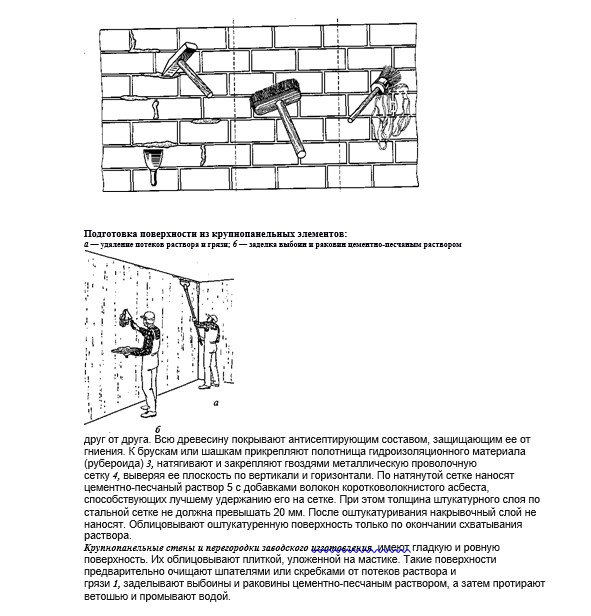 Подготовка поверхности из крупнопанельных элементов:
а — удаление потеков раствора и грязи; б — заделка выбоин и раковин цементно-песчаным раствором
а
б
друг от друга. Всю древесину покрывают антисептирующим составом, защищающим ее от
гниения. К брускам или шашкам прикрепляют полотнища гидроизоляционного материала
(рубероида) 3, натягивают и закрепляют гвоздями металлическую проволочную
сетку 4, выверяя ее плоскость по вертикали и горизонтали. По натянутой сетке наносят
цементно-песчаный раствор 5 с добавками волокон коротковолокнистого асбеста,
способствующих лучшему удержанию его на сетке. При этом толщина штукатурного слоя по
стальной сетке не должна превышать 20 мм. После оштукатуривания накрывочный слой не
наносят. Облицовывают оштукатуренную поверхность только по окончании схватывания
раствора.
Крупнопанельные стены и перегородки заводского изготовления имеют гладкую и ровную
поверхность. Их облицовывают плиткой, уложенной на мастике. Такие поверхности
предварительно очищают шпателями или скребками от потеков раствора и
грязи 1, заделывают выбоины и раковины цементно-песчаным раствором, а затем протирают
ветошью и промывают водой.